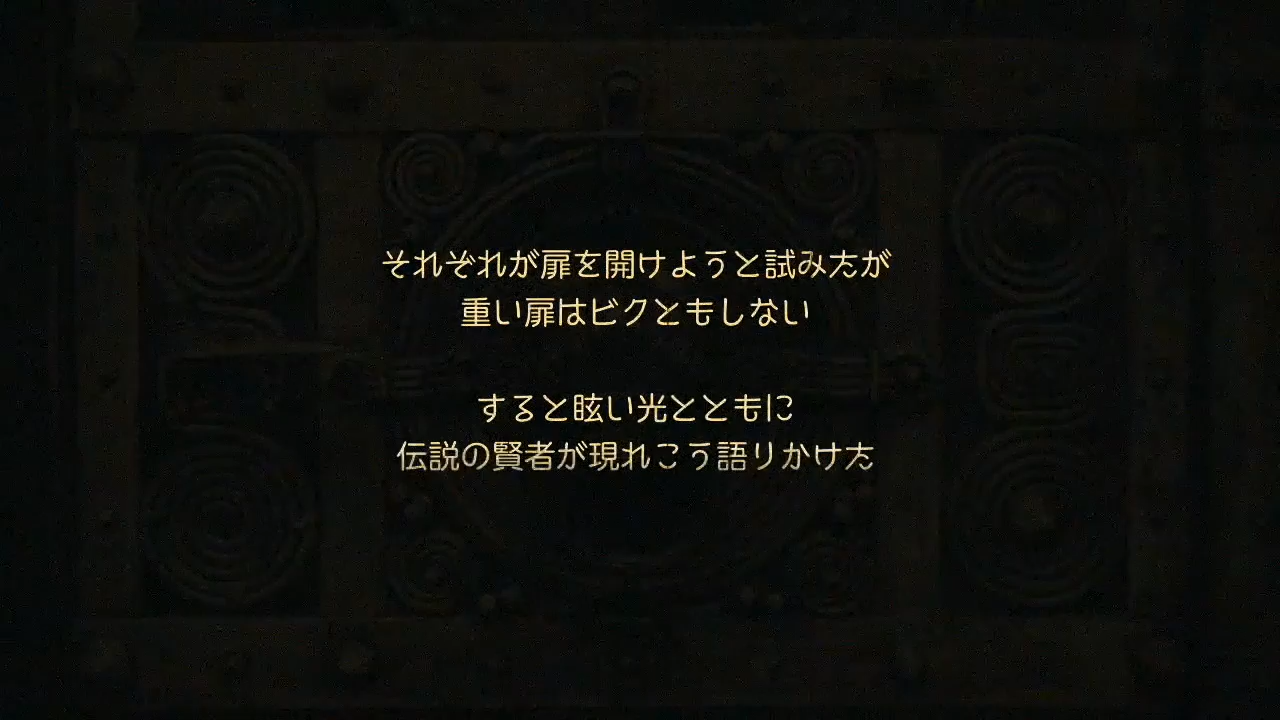 それぞれが扉を開けようと試みたが
重い扉はビクともしない
すると眩い光とともに
伝説の賢者が現れこう語りかけた